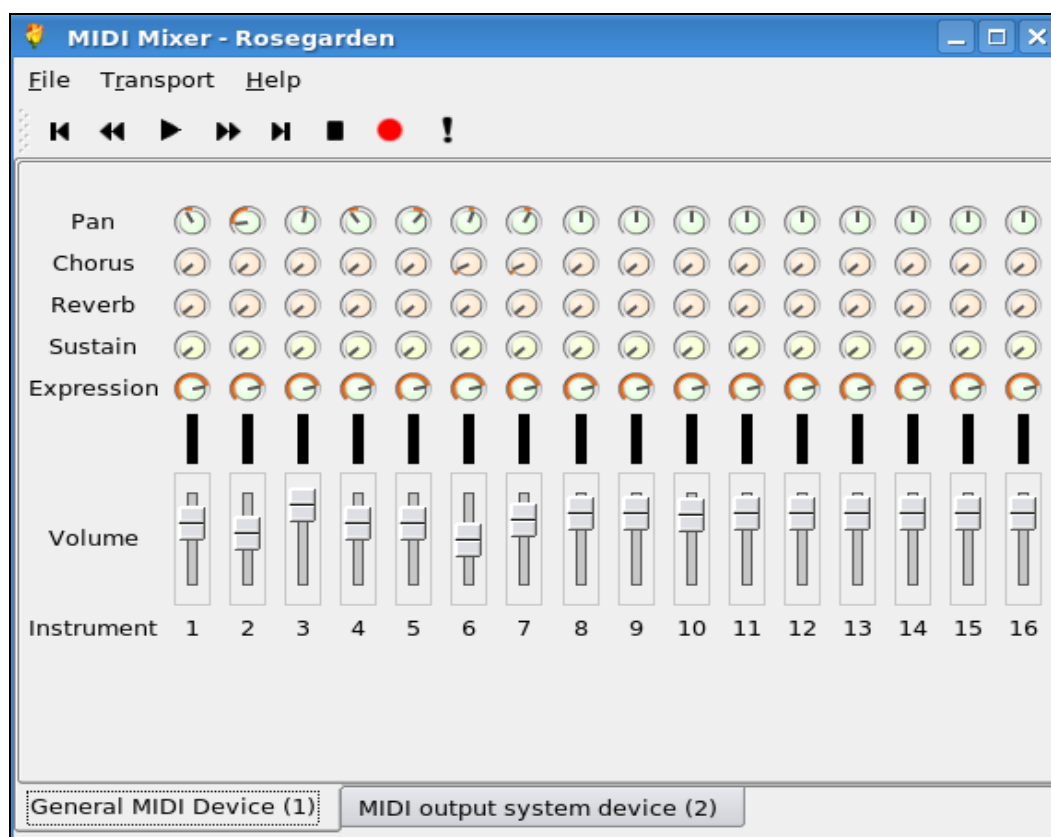 MIDI Mixer - Rosegarden
File Transport Help
Pan
Chorus
Reverb
Sustain
Expression
Volume
Instrument 1 2 3 4 5 6 7 8 9 10 11 12 13 14 15 16
General MIDI Device (1) MIDI output system device (2)